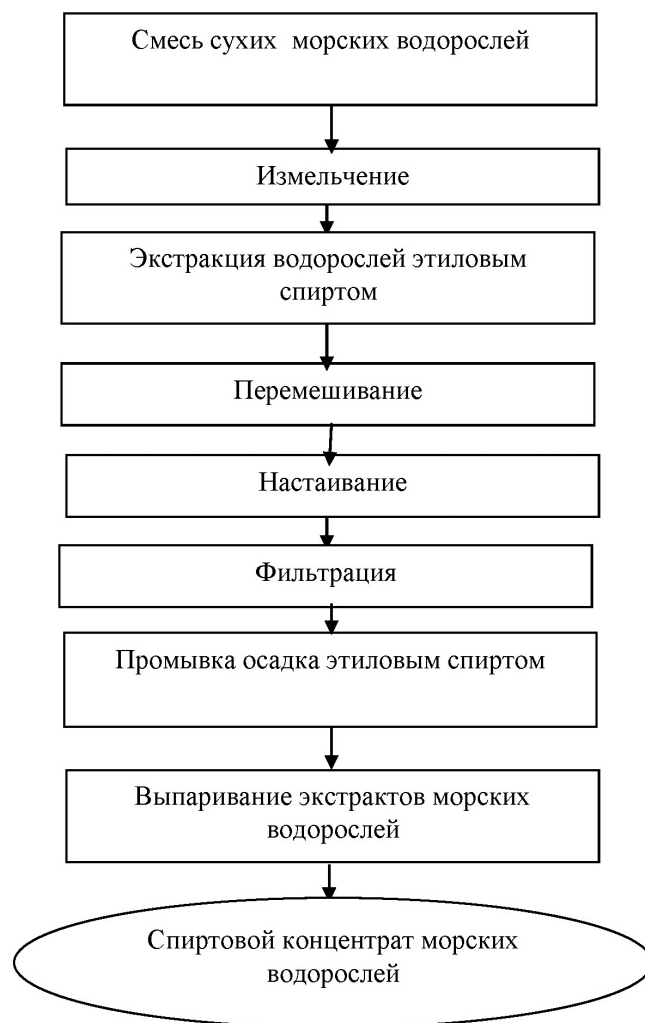 Смесь сухих морских водорослей
Измельчение
Экстракция водорослей этиловым
спиртом
Перемешивание
Настаивание
Фильтрация
Промывка осадка этиловым спиртом
Выпаривание экстрактов морских
водорослей
Спиртовой концентрат морских
водорослей